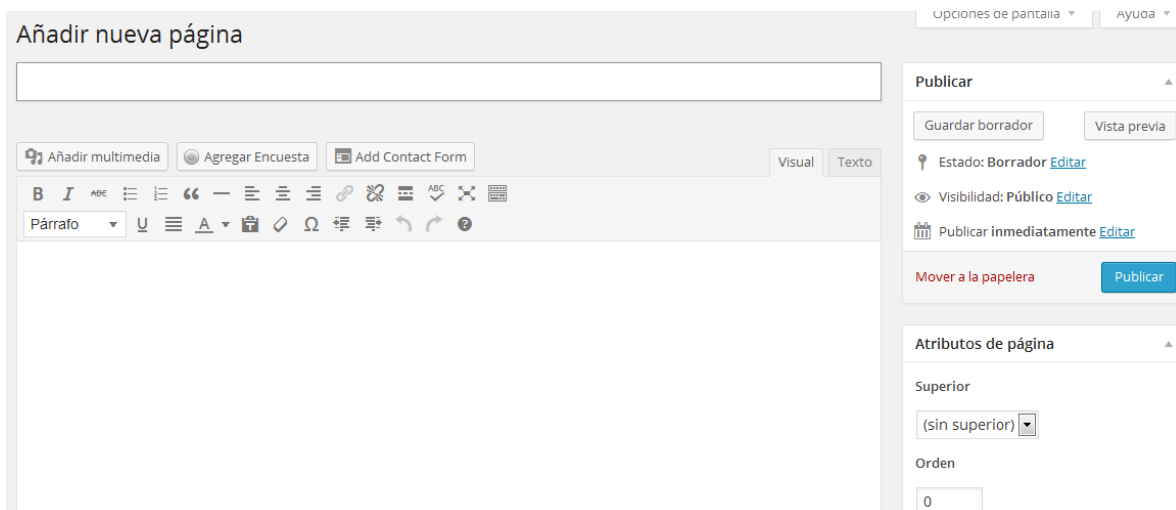 Opciones de pantalla
Ayuda
Añadir nueva página
Añadir multimedia
Agregar Encuesta
Add Contact Form
Visual
Texto
B I ABC ABC
Párrafo U A T Ω
Publicar
Guardar borrador
Vista previa
Estado: Borrador Editar
Visibilidad: Público Editar
Publicar inmediatamente Editar
Mover a la papelera
Publicar
Atributos de página
Superior
(sin superior)
Orden
0